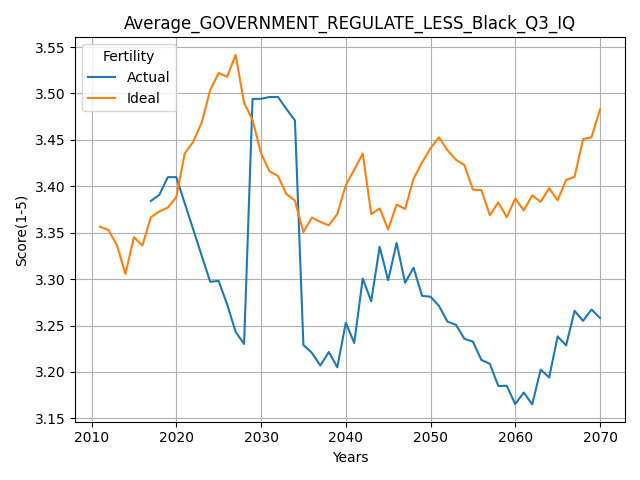 Average_GOVERNMENT_REGULATE_LESS_Black_Q3_IQ
Fertility
Actual
Ideal
Score(1-5)
3.55
3.50
3.45
3.40
3.35
3.30
3.25
3.20
3.15
2010 2020 2030 2040 2050 2060 2070
Years